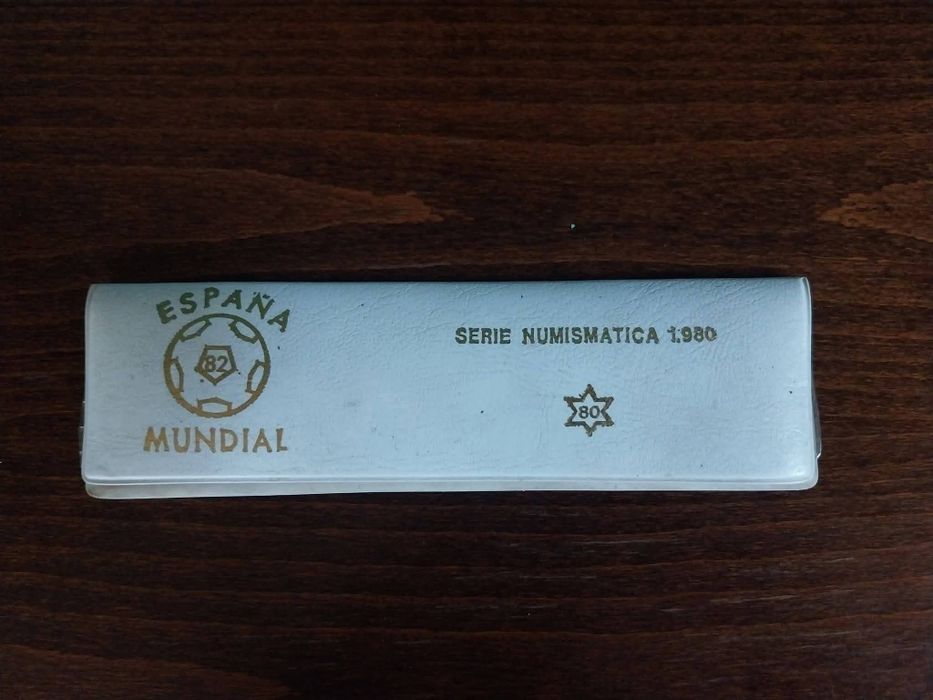 ESPAÑA
82
MUNDIAL
SERIE NUMISMATICA 1.980
80